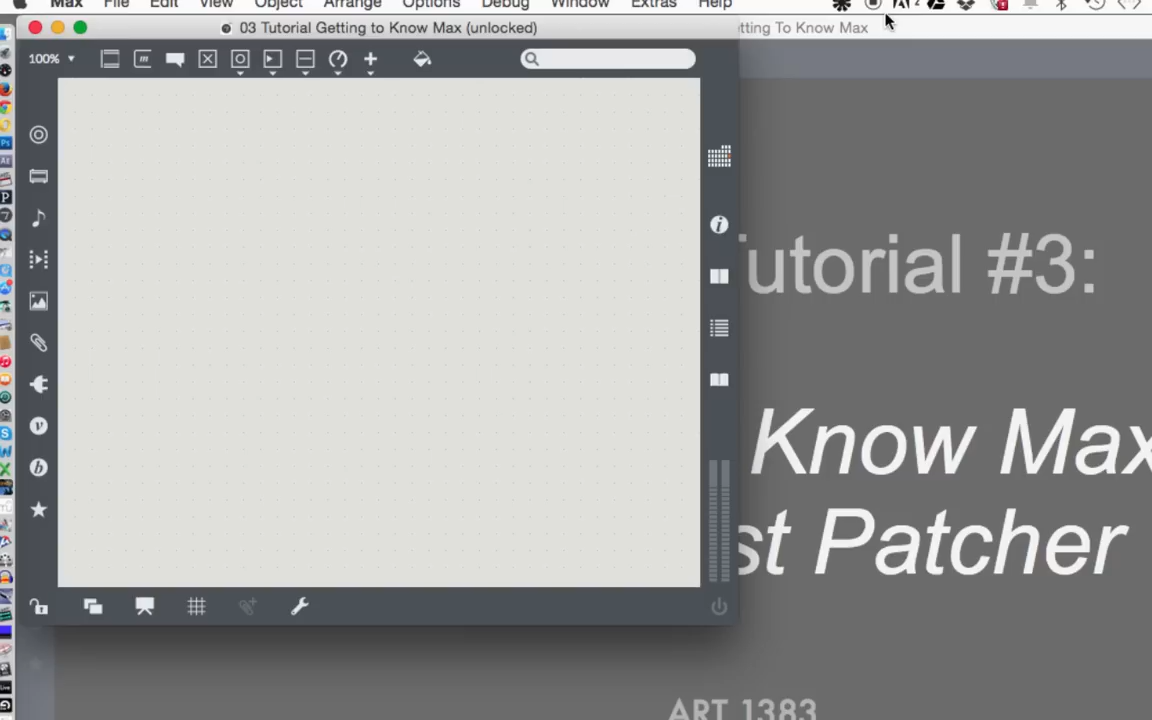 Max File Edit View Object Arrange Options Debug Window Extras Help
03 Tutorial Getting to Know Max (unlocked)
etting To Know Max
100%
utorial #3:
Know Max
st Patcher
ART 1383